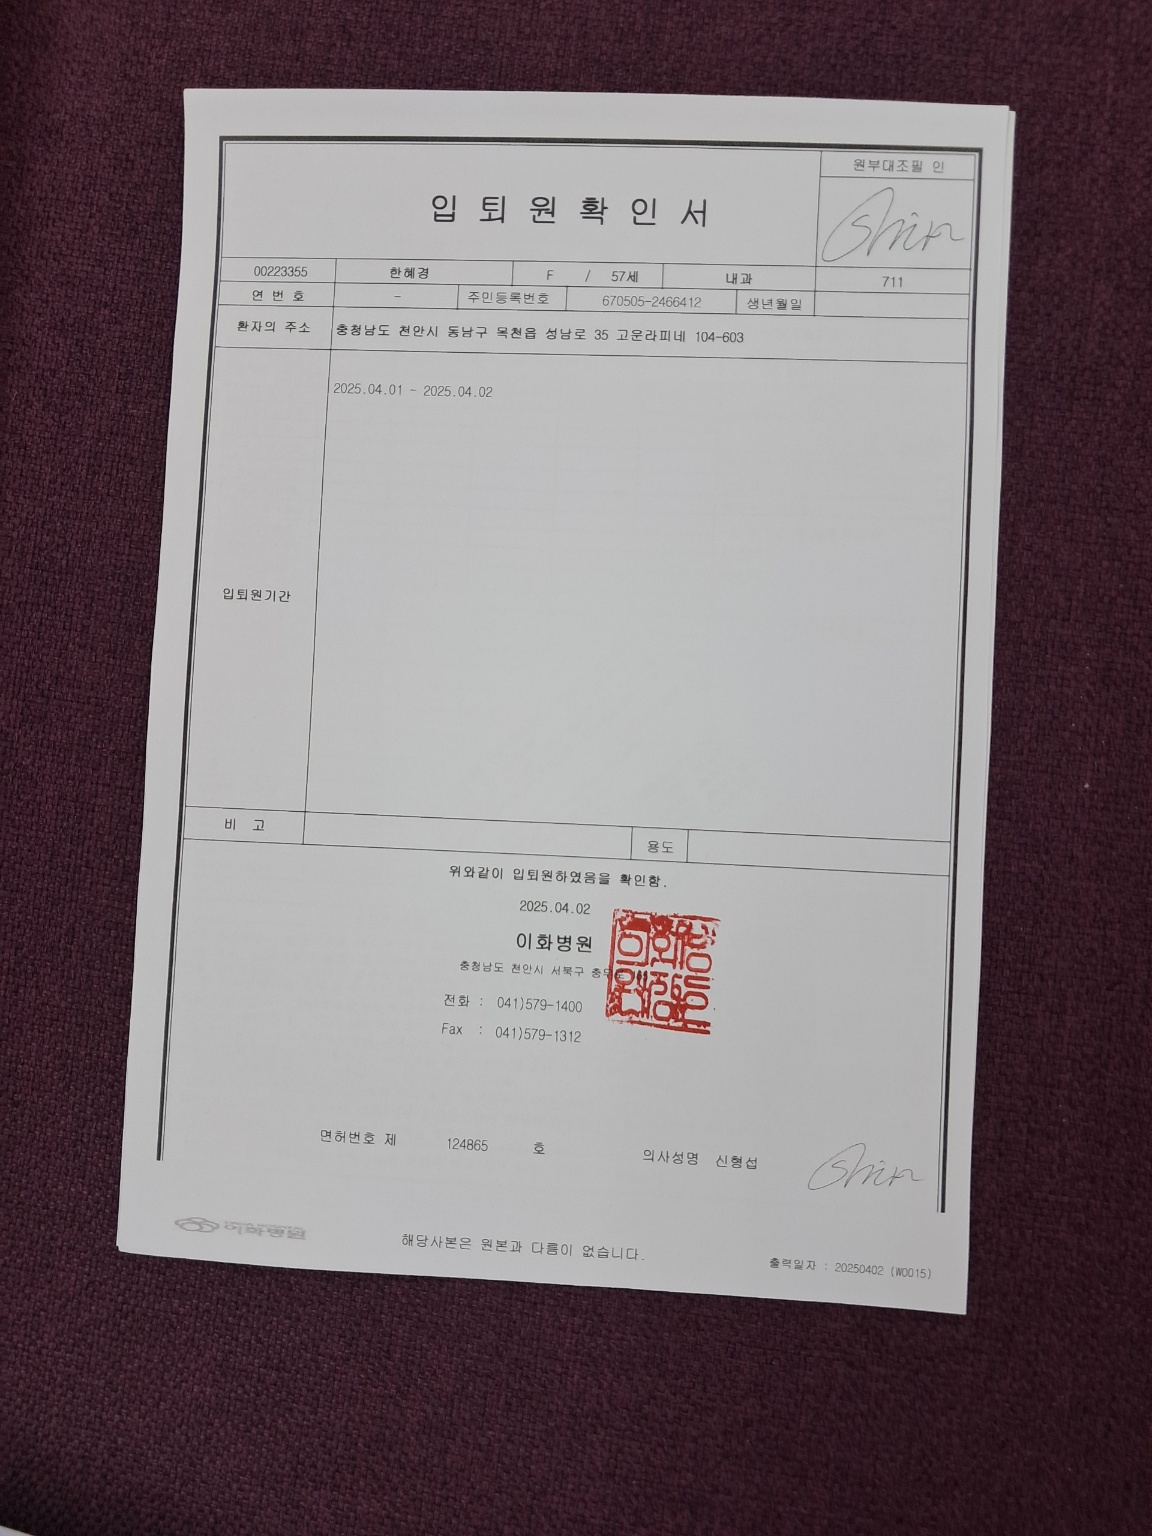 원부대조필 인
입 퇴 원 확 인 서
00223355 한혜경 F / 57세 내과 711
연 번 호 - 주민등록번호 670505-2466412 생년월일
환자의 주소 충청남도 천안시 동남구 목천읍 성남로 35 고운라피네 104-603
2025.04.01 - 2025.04.02
입퇴원기간
비 고 용도
위와같이 입퇴원하였음을 확인함.
2025.04.02
이화병원
충청남도 천안시 서북구
전화 : 041)579-1400
Fax : 041)579-1312
면허번호 제 124865 호 의사성명 신형섭
이화병원
해당사본은 원본과 다름이 없습니다.
출력일자 : 20250402 (W0015)